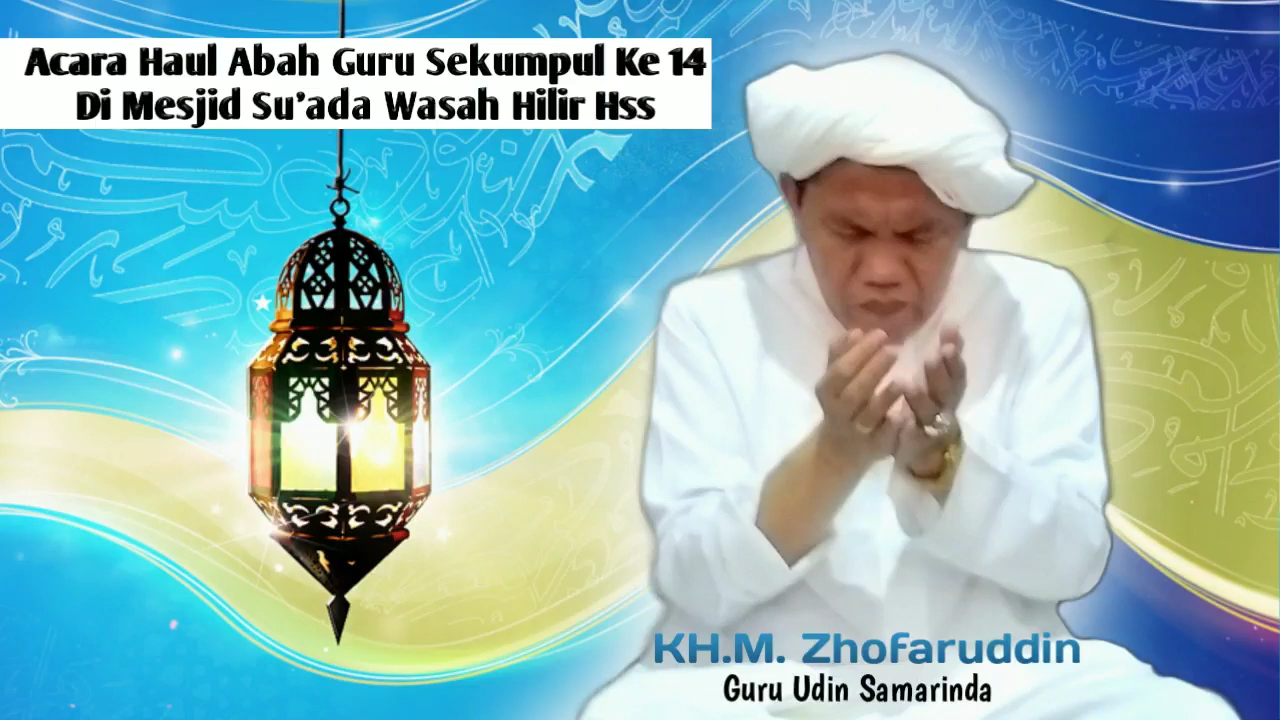 Acara Haul Abah Guru Sekumpul Ke 14
Di Mesjid Su'ada Wasah Hilir Hss
KH.M. Zhofaruddin
Guru Udin Samarinda